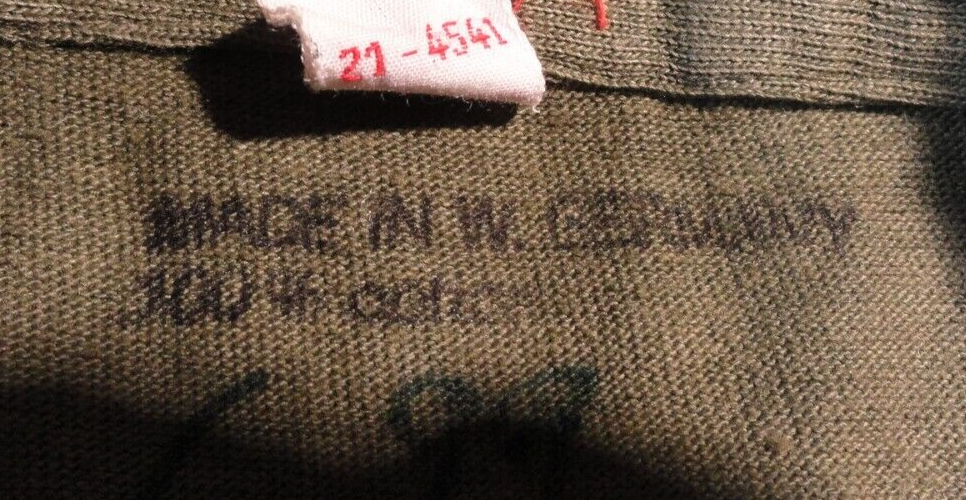 21-4541
MADE IN W. GERMANY
100% cotton